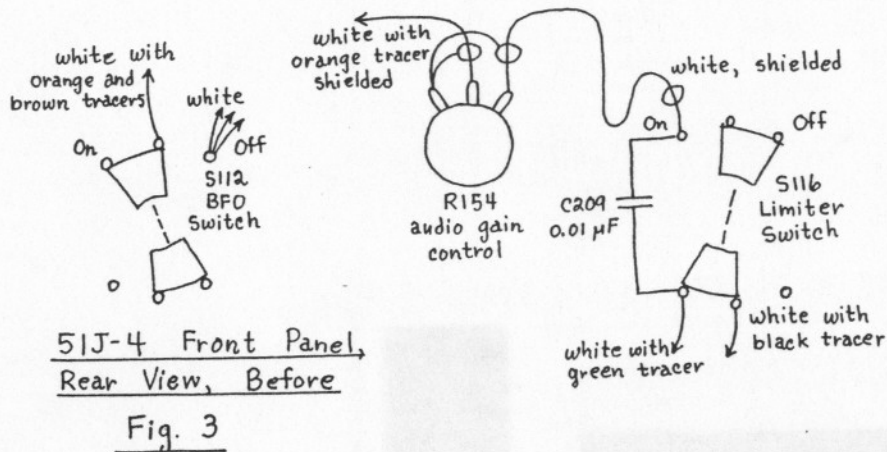 white with
orange and
brown tracers
white
On
Off
S112
BFO
Switch
white with
orange tracer
shielded
R154
audio gain
control
white, shielded
On
Off
C209
0.01 µF
S116
Limiter
Switch
white with
green tracer
white with
black tracer
51J-4 Front Panel,
Rear View, Before
Fig. 3